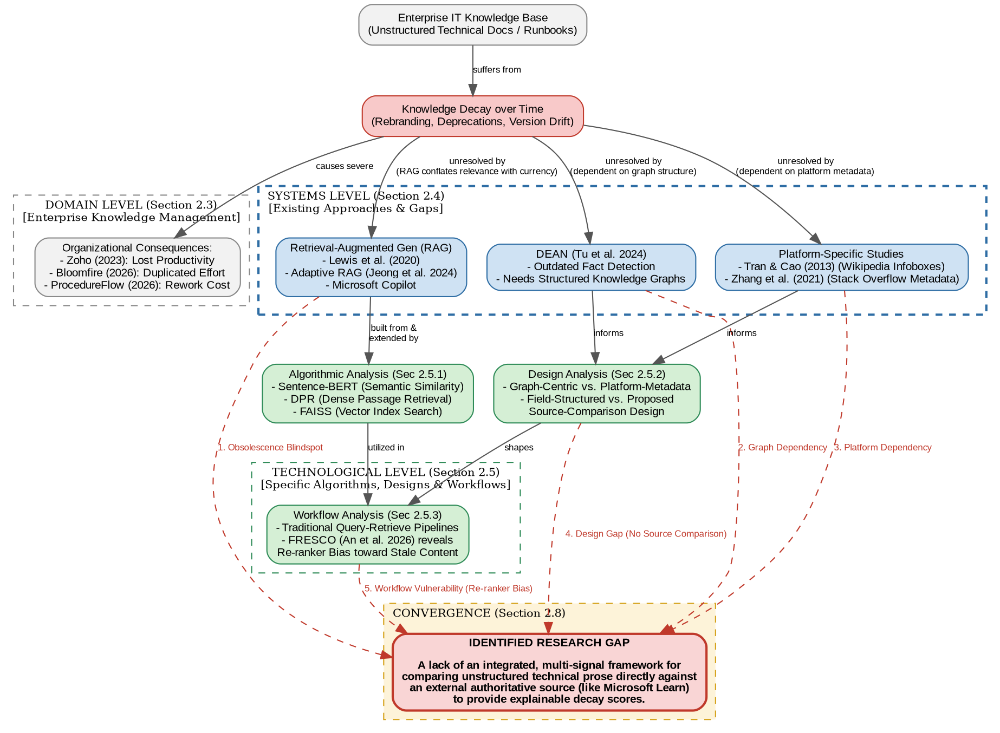 Enterprise IT Knowledge Base
(Unstructured Technical Docs / Runbooks)
suffers from
Knowledge Decay over Time
(Rebranding, Deprecations, Version Drift)
causes severe
unresolved by
(RAG conflates relevance with currency)
unresolved by
(dependent on graph structure)
unresolved by
(dependent on platform metadata)
DOMAIN LEVEL (Section 2.3)
[Enterprise Knowledge Management]
Organizational Consequences:
- Zoho (2023): Lost Productivity
- Bloomfire (2026): Duplicated Effort
- ProcedureFlow (2026): Rework Cost
SYSTEMS LEVEL (Section 2.4)
[Existing Approaches & Gaps]
Retrieval-Augmented Gen (RAG)
- Lewis et al. (2020)
- Adaptive RAG (Jeong et al. 2024)
- Microsoft Copilot
DEAN (Tu et al. 2024)
- Outdated Fact Detection
- Needs Structured Knowledge Graphs
Platform-Specific Studies
- Tran & Cao (2013) (Wikipedia Infoboxes)
- Zhang et al. (2021) (Stack Overflow Metadata)
built from &
extended by
informs
informs
Algorithmic Analysis (Sec 2.5.1)
- Sentence-BERT (Semantic Similarity)
- DPR (Dense Passage Retrieval)
- FAISS (Vector Index Search)
Design Analysis (Sec 2.5.2)
- Graph-Centric vs. Platform-Metadata
- Field-Structured vs. Proposed
Source-Comparison Design
1. Obsolescence Blindspot
utilized in
shapes
2. Graph Dependency
3. Platform Dependency
TECHNOLOGICAL LEVEL (Section 2.5)
[Specific Algorithms, Designs & Workflows]
Workflow Analysis (Sec 2.5.3)
- Traditional Query-Retrieve Pipelines
- FRESCO (An et al. 2026) reveals
Re-ranker Bias toward Stale Content
4. Design Gap (No Source Comparison)
5. Workflow Vulnerability (Re-ranker Bias)
CONVERGENCE (Section 2.8)
IDENTIFIED RESEARCH GAP
A lack of an integrated, multi-signal framework for
comparing unstructured technical prose directly against
an external authoritative source (like Microsoft Learn)
to provide explainable decay scores.